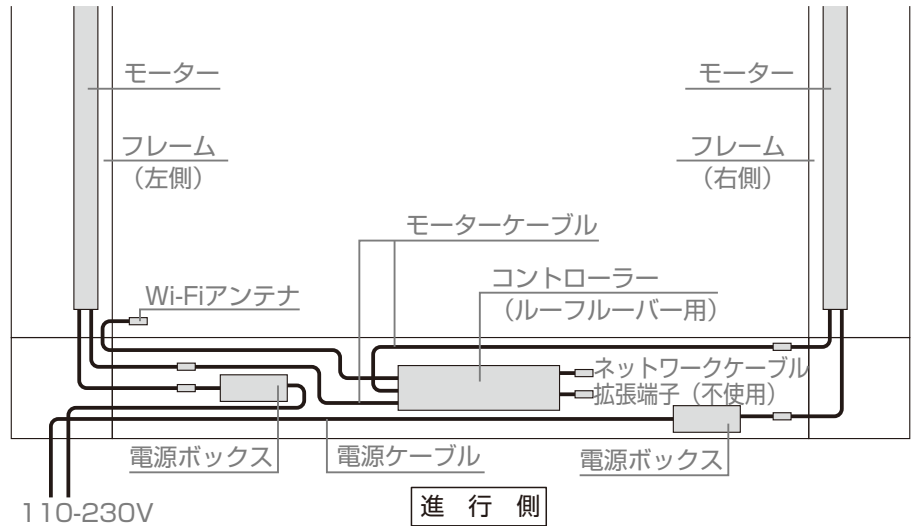 モーター
モーター
フレーム
（左側）
フレーム
（右側）
モーターケーブル
Wi-Fiアンテナ
コントローラー
（ルーフルーバー用）
ネットワークケーブル
拡張端子（不使用）
電源ボックス
電源ケーブル
電源ボックス
110-230V
進 行 側